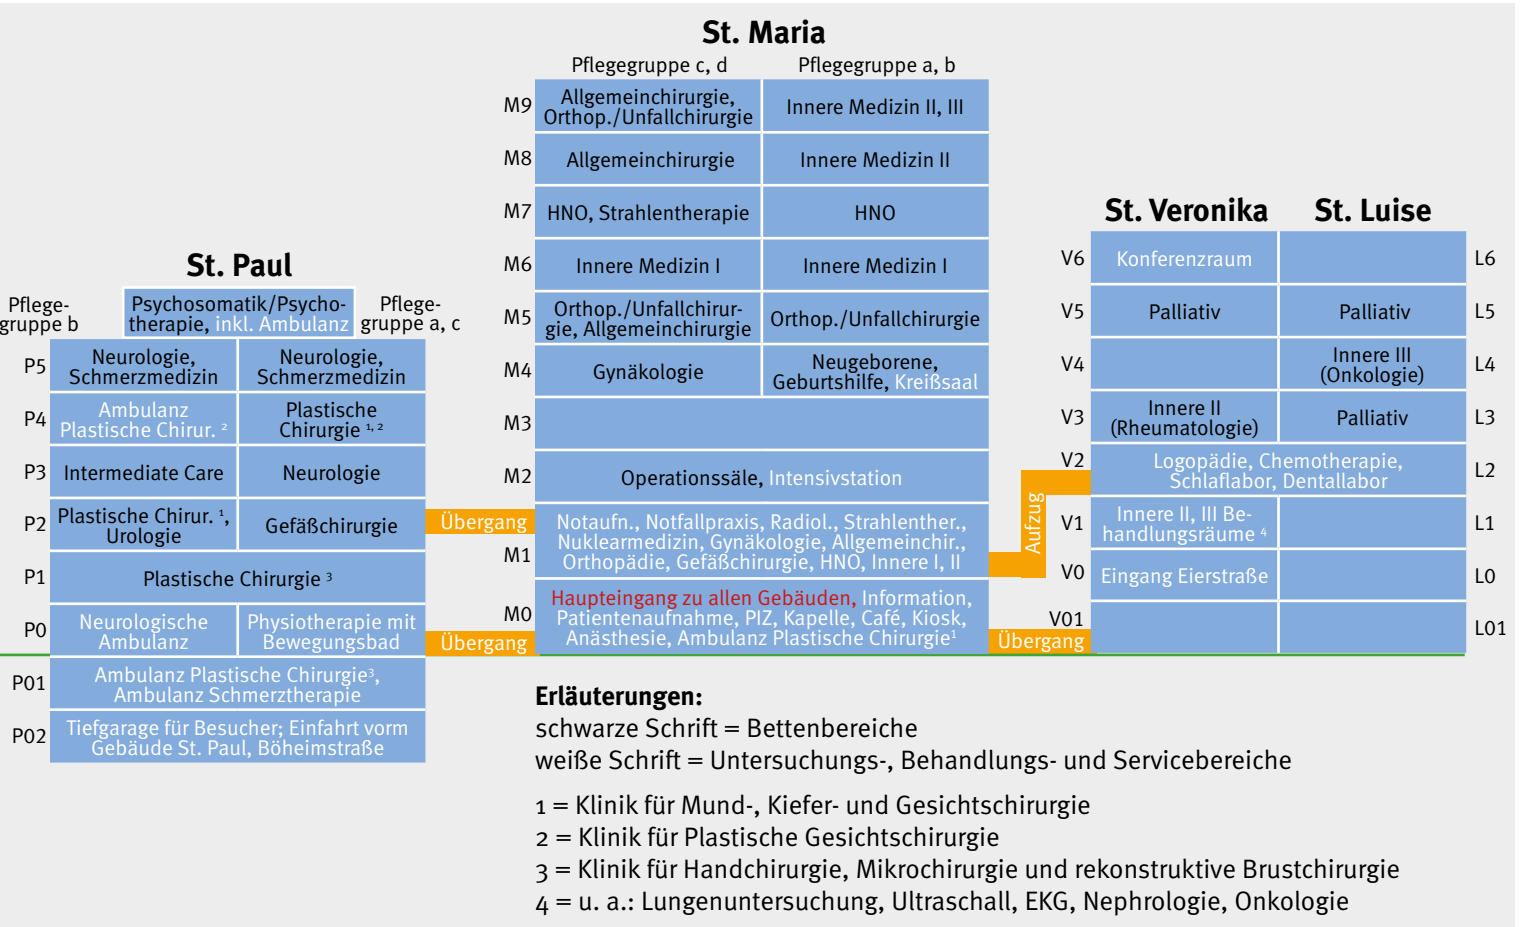 St. Maria
Pflegegruppe c, d
Pflegegruppe a, b
M9
Allgemeinchirurgie,
Orthop./Unfallchirurgie
Innere Medizin II, III
M8
Allgemeinchirurgie
Innere Medizin II
M7
HNO, Strahlentherapie
HNO
M6
Innere Medizin I
Innere Medizin I
M5
Orthop./Unfallchirur-
gie, Allgemeinchirurgie
Orthop./Unfallchirurgie
M4
Gynäkologie
Neugeborene,
Geburtshilfe, Kreißsaal
M3
M2
Operationssäle, Intensivstation
M1
Notaufn., Notfallpraxis, Radiol., Strahlenther.,
Nuklearmedizin, Gynäkologie, Allgemeinchir.,
Orthopädie, Gefäßchirurgie, HNO, Innere I, II
M0
Haupteingang zu allen Gebäuden, Information,
Patientenaufnahme, PIZ, Kapelle, Café, Kiosk,
Anästhesie, Ambulanz Plastische Chirurgie¹
St. Paul
Pflege-
gruppe b
Psychosomatik/Psycho-
therapie, inkl. Ambulanz
Pflege-
gruppe a, c
P5
Neurologie,
Schmerzmedizin
Neurologie,
Schmerzmedizin
P4
Ambulanz
Plastische Chirur. ²
Plastische
Chirurgie ¹, ²
P3
Intermediate Care
Neurologie
P2
Plastische Chirur. ¹,
Urologie
Gefäßchirurgie
Übergang
P1
Plastische Chirurgie ³
P0
Neurologische
Ambulanz
Physiotherapie mit
Bewegungsbad
Übergang
P01
Ambulanz Plastische Chirurgie³,
Ambulanz Schmerztherapie
P02
Tiefgarage für Besucher; Einfahrt vorm
Gebäude St. Paul, Böheimstraße
St. Veronika
St. Luise
V6
Konferenzraum
L6
V5
Palliativ
Palliativ
L5
V4
Innere III
(Onkologie)
L4
V3
Innere II
(Rheumatologie)
Palliativ
L3
V2
Logopädie, Chemotherapie,
Schlaflabor, Dentallabor
L2
Aufzug
V1
Innere II, III Be-
handlungsräume ⁴
L1
V0
Eingang Eierstraße
L0
V01
L01
Übergang
Erläuterungen:
schwarze Schrift = Bettenbereiche
weiße Schrift = Untersuchungs-, Behandlungs- und Servicebereiche
1 = Klinik für Mund-, Kiefer- und Gesichtschirurgie
2 = Klinik für Plastische Gesichtschirurgie
3 = Klinik für Handchirurgie, Mikrochirurgie und rekonstruktive Brustchirurgie
4 = u. a.: Lungenuntersuchung, Ultraschall, EKG, Nephrologie, Onkologie